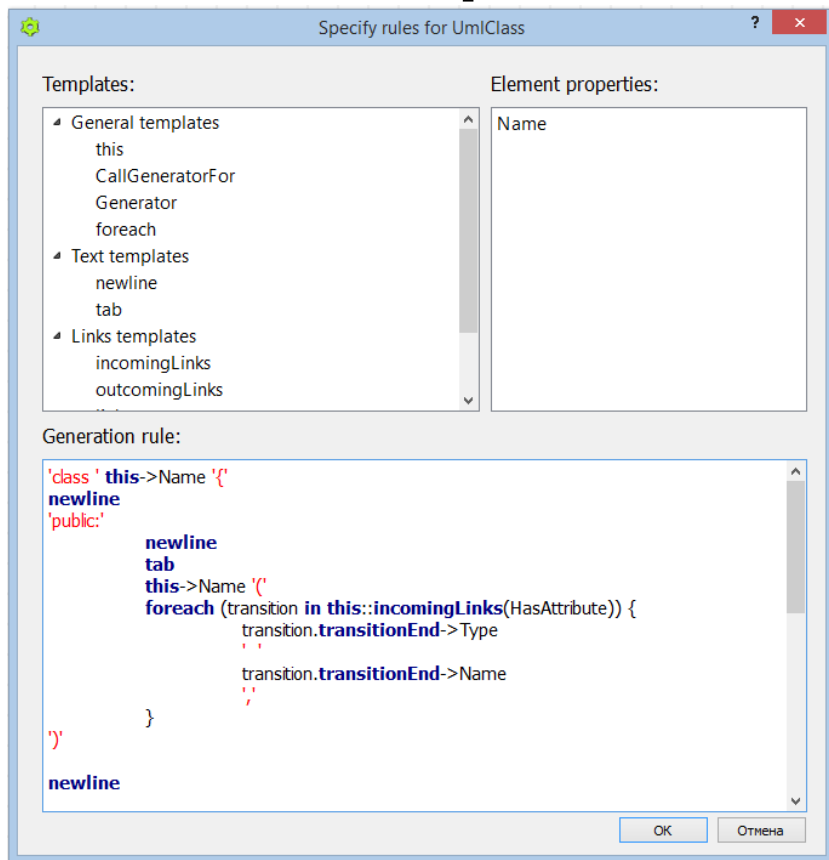 Specify rules for UmlClass
?
×
Templates:
General templates
this
CallGeneratorFor
Generator
foreach
Text templates
newline
tab
Links templates
incomingLinks
outcomingLinks
Element properties:
Name
Generation rule:
'class ' this->Name '{'
newline
'public:'
newline
tab
this->Name '('
foreach (transition in this::incomingLinks(HasAttribute)) {
transition.transitionEnd->Type
' '
transition.transitionEnd->Name
','
}
')'
newline
OK
Отмена